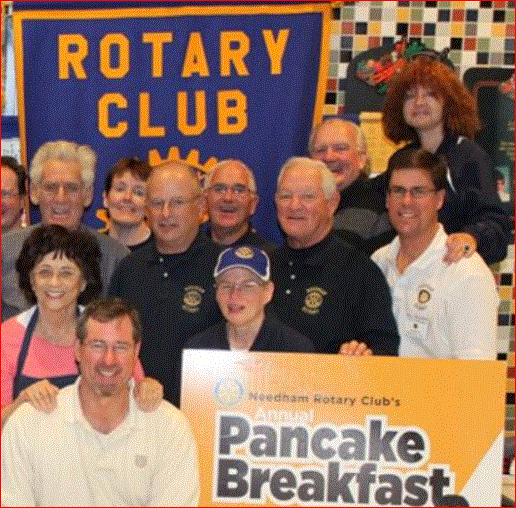 ROTARY
CLUB
Needham Rotary Club's
Annual
Pancake
Breakfast